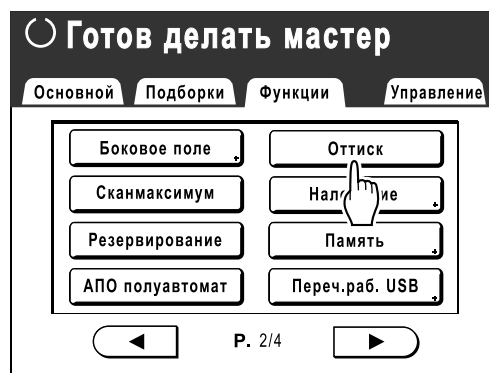 Готов делать мастер
Основной Подборки Функции Управление
Боковое поле Оттиск
Сканмаксимум
Резервирование Память
АПО полуавтомат Переч.раб. USB
P. 2/4